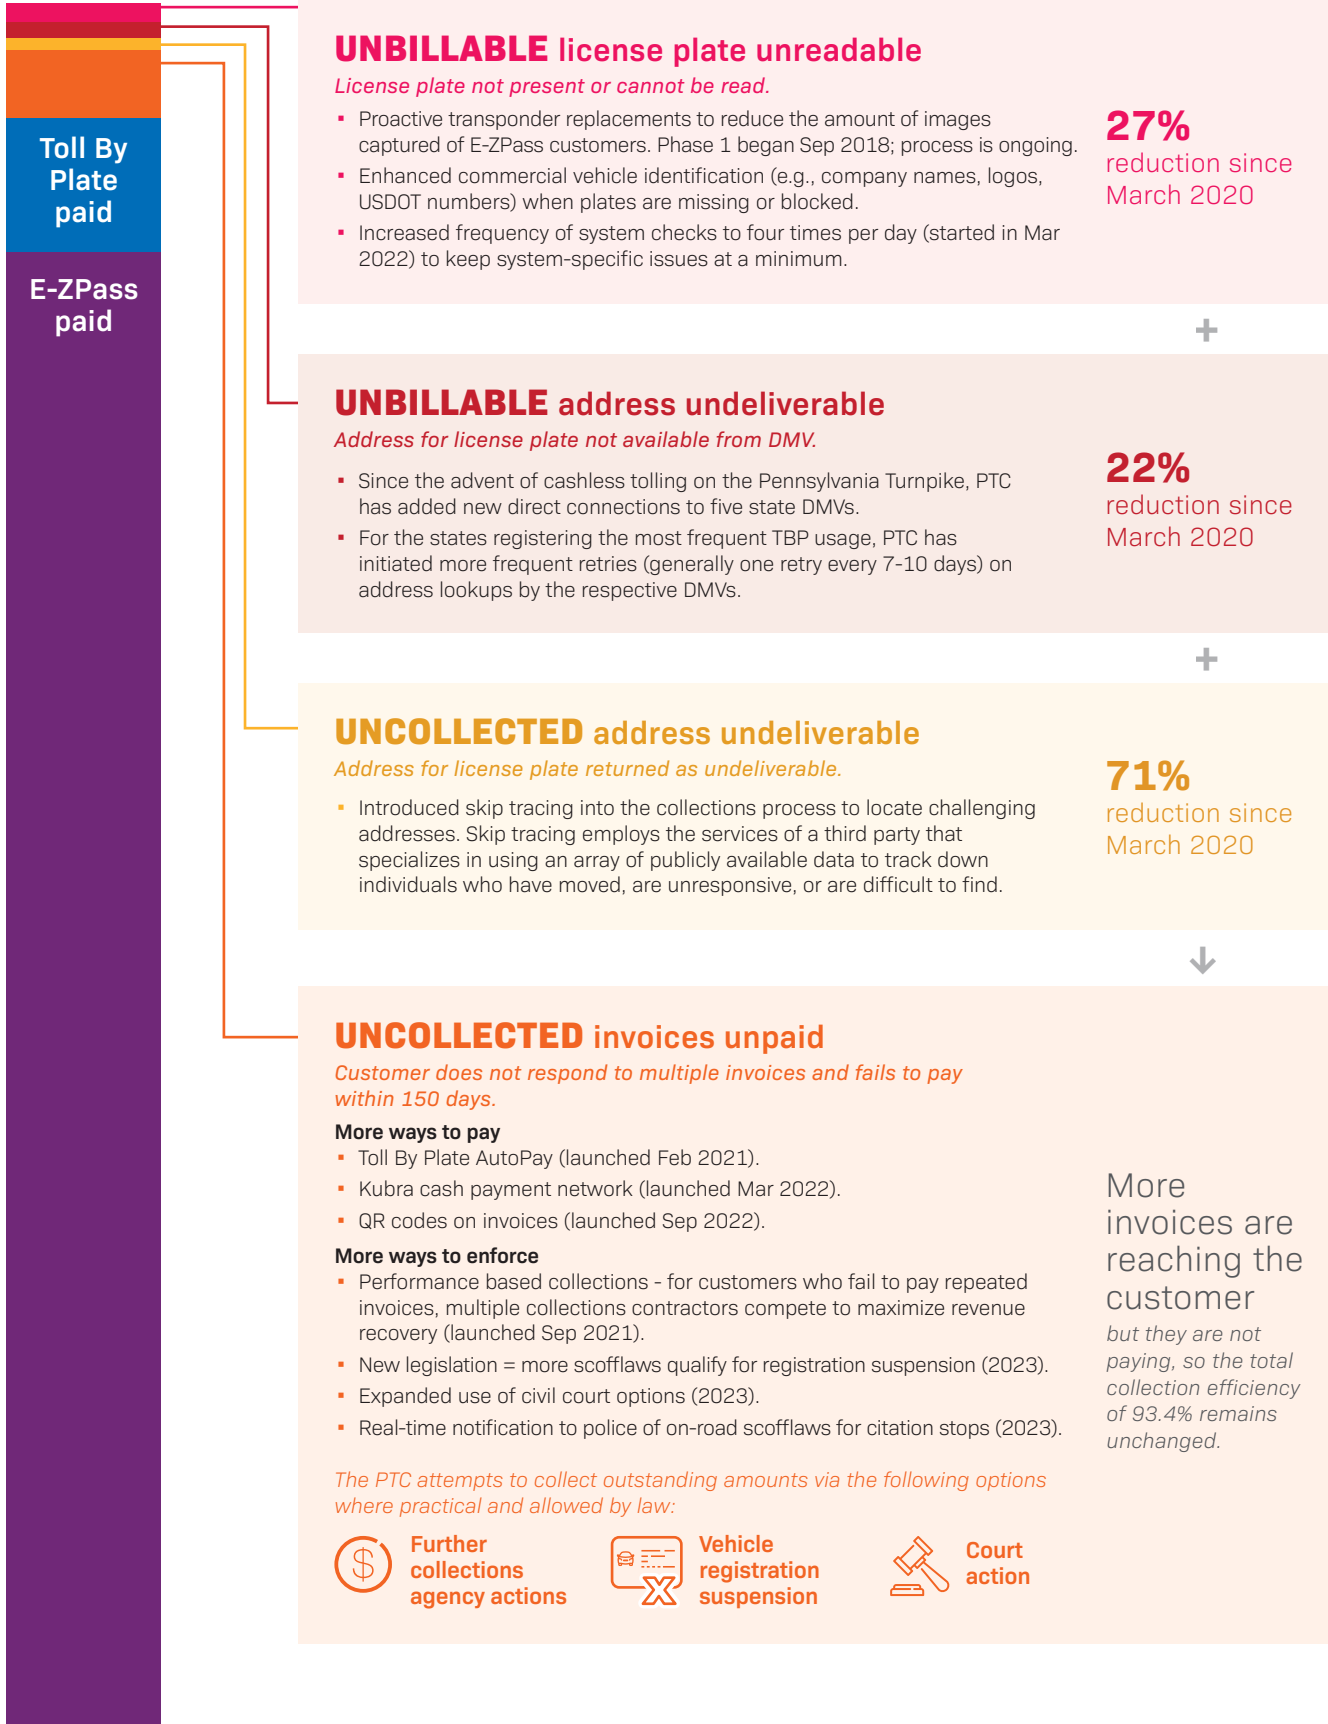 Toll By
Plate
paid
E-ZPass
paid
UNBILLABLE license plate unreadable
License plate not present or cannot be read.
▪ Proactive transponder replacements to reduce the amount of images
captured of E-ZPass customers. Phase 1 began Sep 2018; process is ongoing.
▪ Enhanced commercial vehicle identification (e.g., company names, logos,
USDOT numbers) when plates are missing or blocked.
▪ Increased frequency of system checks to four times per day (started in Mar
2022) to keep system-specific issues at a minimum.
27%
reduction since
March 2020
+
UNBILLABLE address undeliverable
Address for license plate not available from DMV.
▪ Since the advent of cashless tolling on the Pennsylvania Turnpike, PTC
has added new direct connections to five state DMVs.
▪ For the states registering the most frequent TBP usage, PTC has
initiated more frequent retries (generally one retry every 7-10 days) on
address lookups by the respective DMVs.
22%
reduction since
March 2020
+
UNCOLLECTED address undeliverable
Address for license plate returned as undeliverable.
▪ Introduced skip tracing into the collections process to locate challenging
addresses. Skip tracing employs the services of a third party that
specializes in using an array of publicly available data to track down
individuals who have moved, are unresponsive, or are difficult to find.
71%
reduction since
March 2020
UNCOLLECTED invoices unpaid
Customer does not respond to multiple invoices and fails to pay
within 150 days.
More ways to pay
▪ Toll By Plate AutoPay (launched Feb 2021).
▪ Kubra cash payment network (launched Mar 2022).
▪ QR codes on invoices (launched Sep 2022).
More ways to enforce
▪ Performance based collections - for customers who fail to pay repeated
invoices, multiple collections contractors compete to maximize revenue
recovery (launched Sep 2021).
▪ New legislation = more scofflaws qualify for registration suspension (2023).
▪ Expanded use of civil court options (2023).
▪ Real-time notification to police of on-road scofflaws for citation stops (2023).
More
invoices are
reaching the
customer
but they are not
paying, so the total
collection efficiency
of 93.4% remains
unchanged.
The PTC attempts to collect outstanding amounts via the following options
where practical and allowed by law:
$
Further
collections
agency actions
X
Vehicle
registration
suspension
Court
action